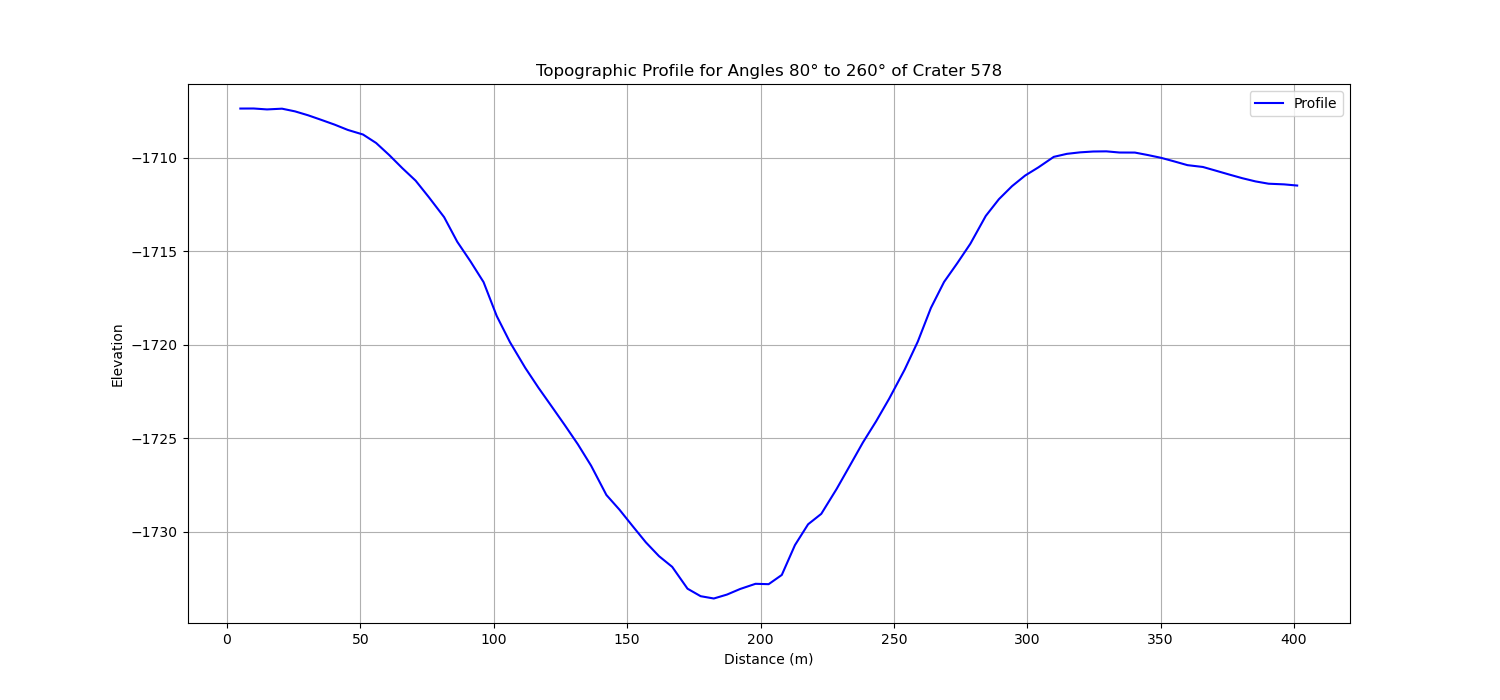 Topographic Profile for Angles 80° to 260° of Crater 578
Profile
−1710
−1715
−1720
−1725
−1730
Elevation
0 50 100 150 200 250 300 350 400
Distance (m)